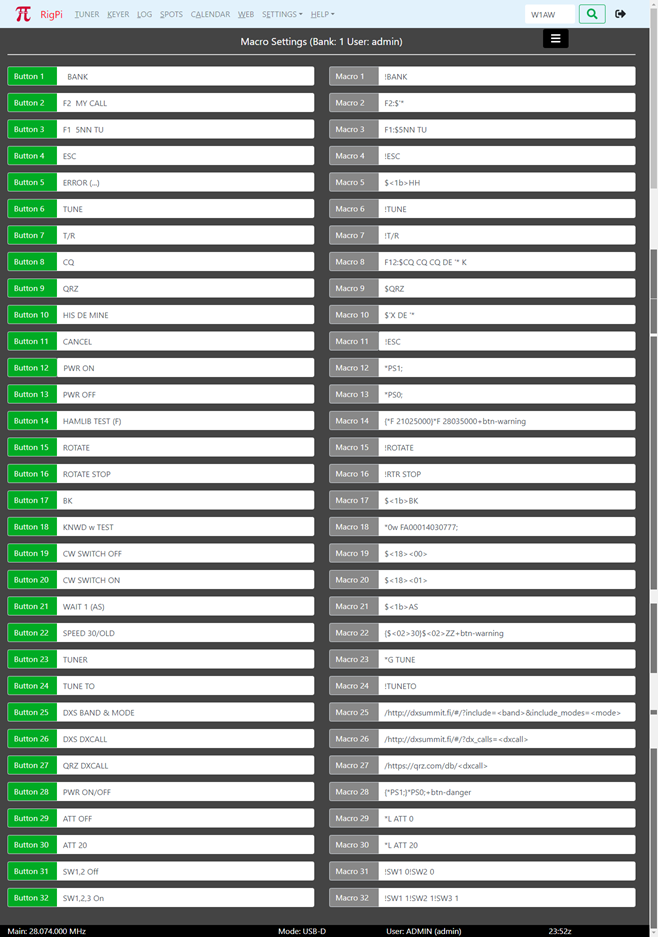 RigPi TUNER KEYER LOG SPOTS CALENDAR WEB SETTINGS HELP W1AW
Macro Settings (Bank: 1 User: admin)
Button 1 BANK Macro 1 !BANK
Button 2 F2 MY CALL Macro 2 F2:$'*
Button 3 F1 5NN TU Macro 3 F1:$5NN TU
Button 4 ESC Macro 4 !ESC
Button 5 ERROR (...) Macro 5 $<1b>HH
Button 6 TUNE Macro 6 !TUNE
Button 7 T/R Macro 7 !T/R
Button 8 CQ Macro 8 F12:$CQ CQ CQ DE '* K
Button 9 QRZ Macro 9 $QRZ
Button 10 HIS DE MINE Macro 10 $'X DE '*
Button 11 CANCEL Macro 11 !ESC
Button 12 PWR ON Macro 12 *PS1;
Button 13 PWR OFF Macro 13 *PS0;
Button 14 HAMLIB TEST (F) Macro 14 {*F 21025000}*F 28035000+btn-warning
Button 15 ROTATE Macro 15 !ROTATE
Button 16 ROTATE STOP Macro 16 !RTR STOP
Button 17 BK Macro 17 $<1b>BK
Button 18 KNWD w TEST Macro 18 *0w FA00014030777;
Button 19 CW SWITCH OFF Macro 19 $<18><00>
Button 20 CW SWITCH ON Macro 20 $<18><01>
Button 21 WAIT 1 (AS) Macro 21 $<1b>AS
Button 22 SPEED 30/OLD Macro 22 {$<02>30}$<02>ZZ+btn-warning
Button 23 TUNER Macro 23 *G TUNE
Button 24 TUNE TO Macro 24 !TUNETO
Button 25 DXS BAND & MODE Macro 25 /http://dxsummit.fi/#/?include=<band>&include_modes=<mode>
Button 26 DXS DXCALL Macro 26 /http://dxsummit.fi/#/?dx_calls=<dxcall>
Button 27 QRZ DXCALL Macro 27 /https://qrz.com/db/<dxcall>
Button 28 PWR ON/OFF Macro 28 {*PS1;}*PS0;+btn-danger
Button 29 ATT OFF Macro 29 *L ATT 0
Button 30 ATT 20 Macro 30 *L ATT 20
Button 31 SW1,2 Off Macro 31 !SW1 0!SW2 0
Button 32 SW1,2,3 On Macro 32 !SW1 1!SW2 1!SW3 1
Main: 28.074.000 MHz Mode: USB-D User: ADMIN (admin) 23:52z